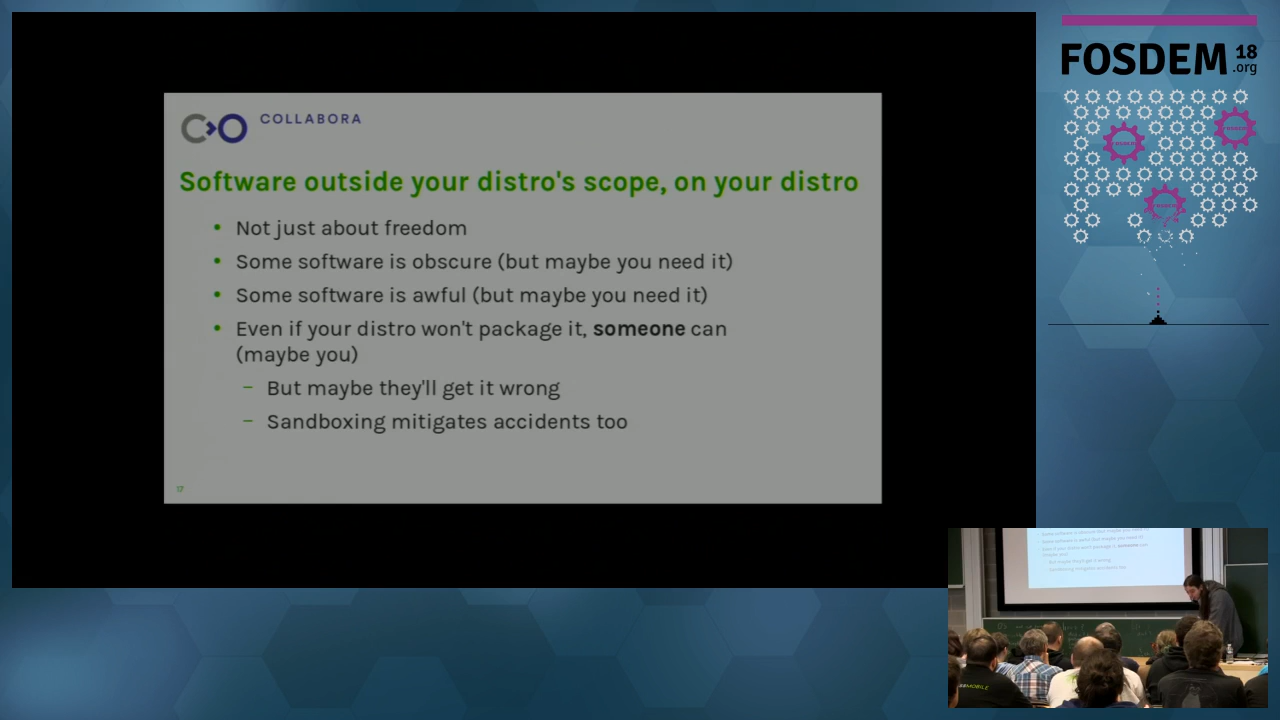 COLLABORA
Software outside your distro's scope, on your distro
• Not just about freedom
• Some software is obscure (but maybe you need it)
• Some software is awful (but maybe you need it)
• Even if your distro won't package it, someone can
(maybe you)
– But maybe they'll get it wrong
– Sandboxing mitigates accidents too
17
FOSDEM 18
.org
MOBILE